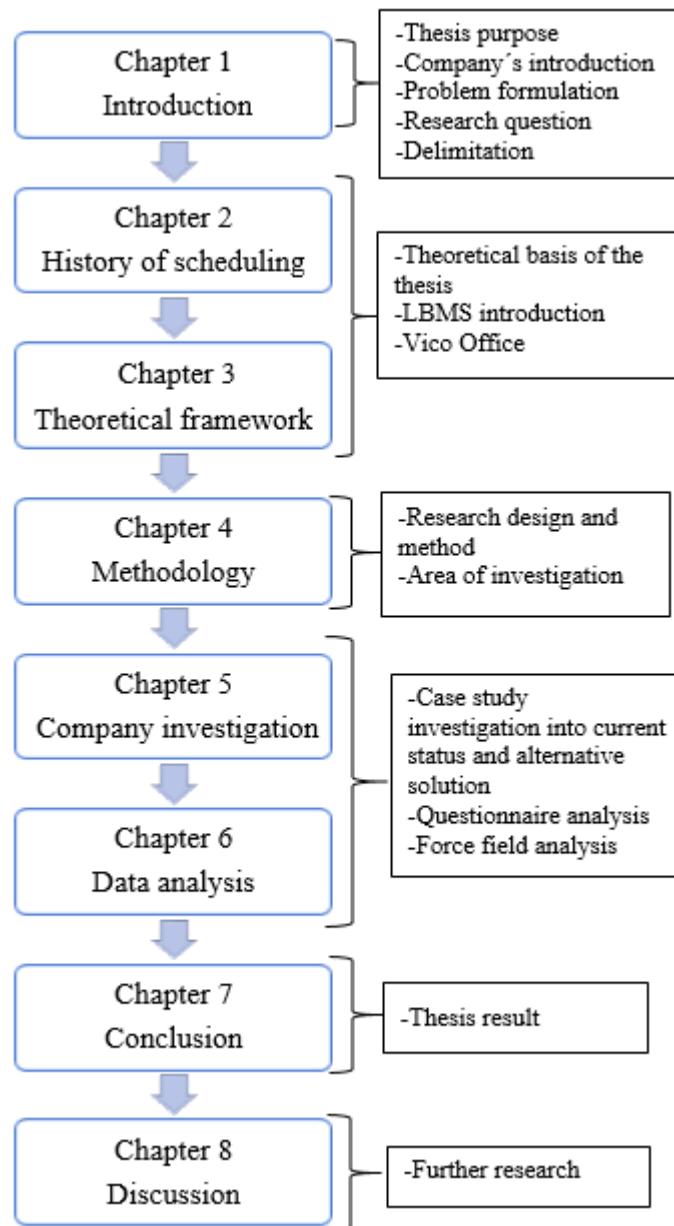 Chapter 1
Introduction
-Thesis purpose
-Company´s introduction
-Problem formulation
-Research question
-Delimitation
Chapter 2
History of scheduling
Chapter 3
Theoretical framework
-Theoretical basis of the
thesis
-LBMS introduction
-Vico Office
Chapter 4
Methodology
-Research design and
method
-Area of investigation
Chapter 5
Company investigation
Chapter 6
Data analysis
-Case study
investigation into current
status and alternative
solution
-Questionnaire analysis
-Force field analysis
Chapter 7
Conclusion
-Thesis result
Chapter 8
Discussion
-Further research